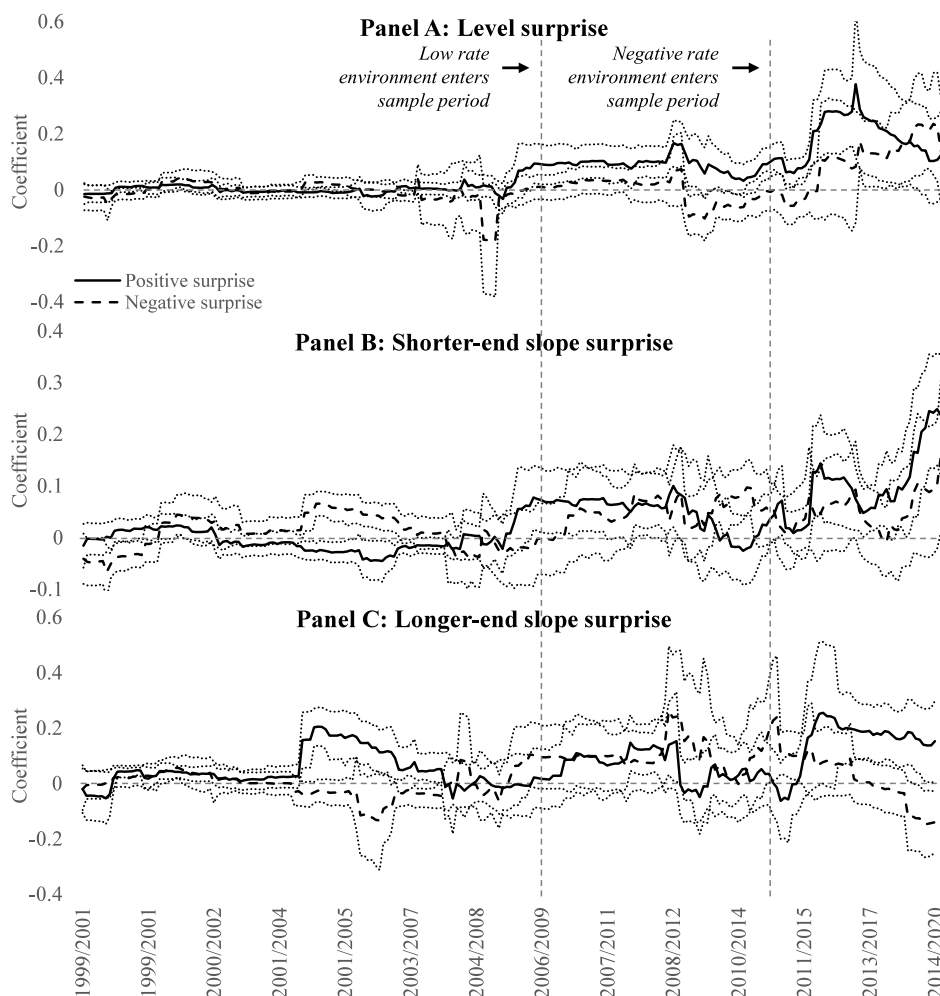 Panel A: Level surprise
Low rate
environment enters
sample period
Negative rate
environment enters
sample period
Coefficient
0.6
0.4
0.2
0
-0.2
-0.4
Positive surprise
Negative surprise
Panel B: Shorter-end slope surprise
Coefficient
0.4
0.3
0.2
0.1
0
-0.1
Panel C: Longer-end slope surprise
Coefficient
0.6
0.4
0.2
0
-0.2
-0.4
1999/2001
1999/2001
2000/2002
2001/2004
2001/2005
2003/2007
2004/2008
2006/2009
2007/2011
2008/2012
2010/2014
2011/2015
2013/2017
2014/2020